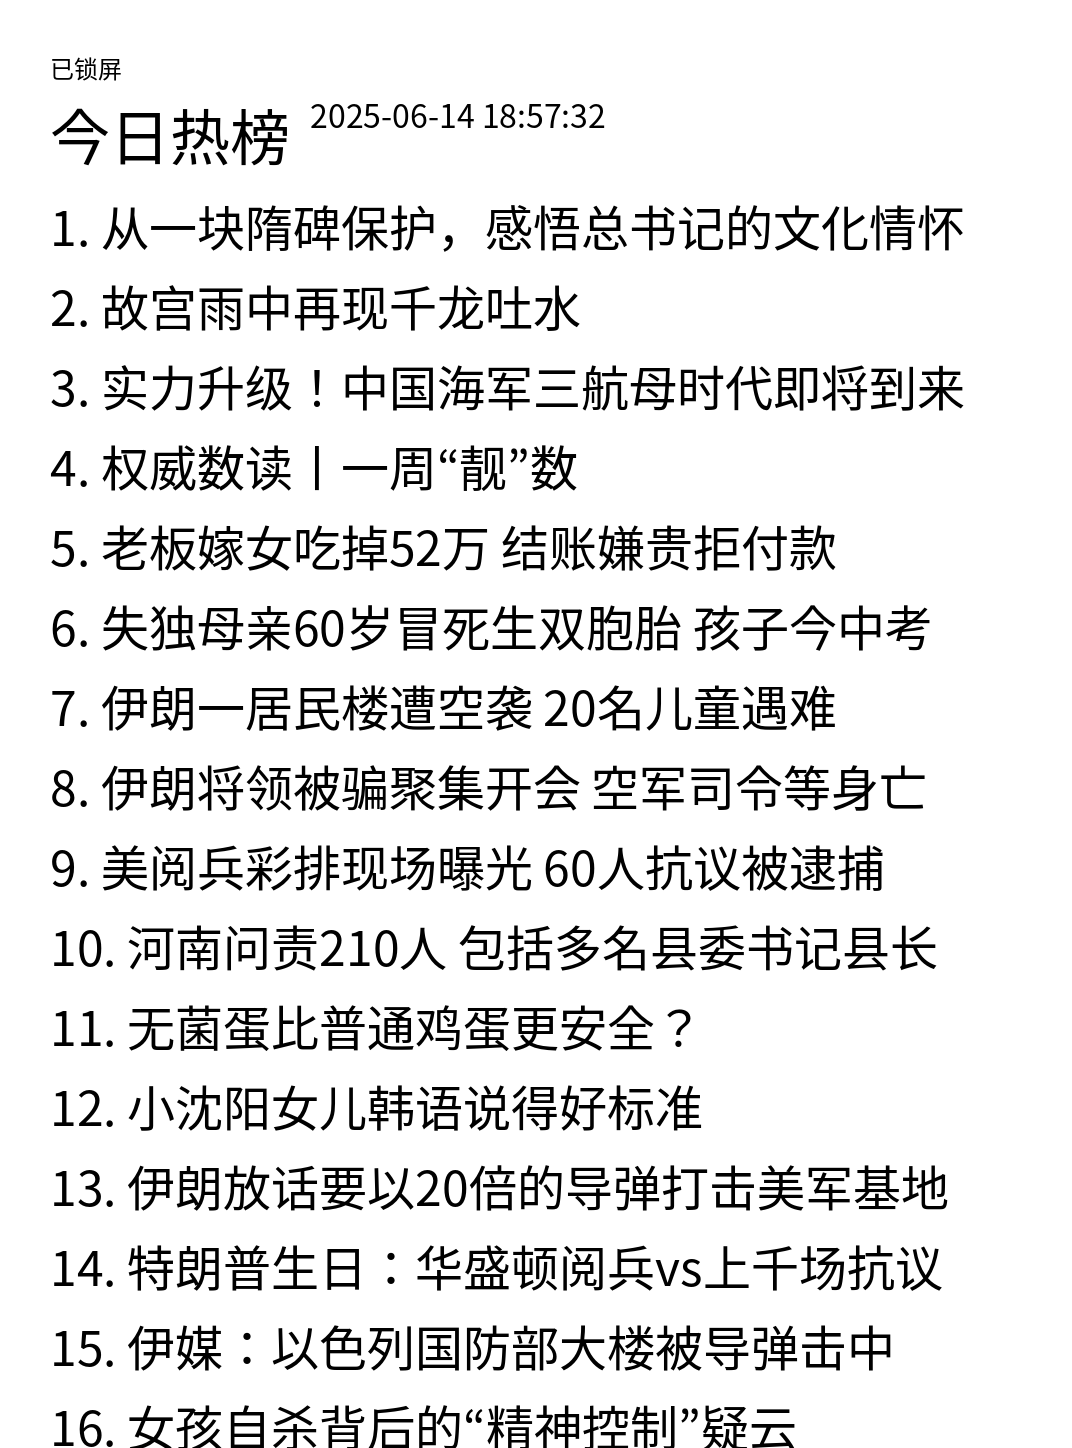 已锁屏
今日热榜 2025-06-14 18:57:32
1. 从一块隋碑保护，感悟总书记的文化情怀
2. 故宫雨中再现千龙吐水
3. 实力升级！中国海军三航母时代即将到来
4. 权威数读丨一周“靓”数
5. 老板嫁女吃掉52万 结账嫌贵拒付款
6. 失独母亲60岁冒死生双胞胎 孩子今中考
7. 伊朗一居民楼遭空袭 20名儿童遇难
8. 伊朗将领被骗聚集开会 空军司令等身亡
9. 美阅兵彩排现场曝光 60人抗议被逮捕
10. 河南问责210人 包括多名县委书记县长
11. 无菌蛋比普通鸡蛋更安全？
12. 小沈阳女儿韩语说得好标准
13. 伊朗放话要以20倍的导弹打击美军基地
14. 特朗普生日：华盛顿阅兵vs上千场抗议
15. 伊媒：以色列国防部大楼被导弹击中
16. 女孩自杀背后的“精神控制”疑云